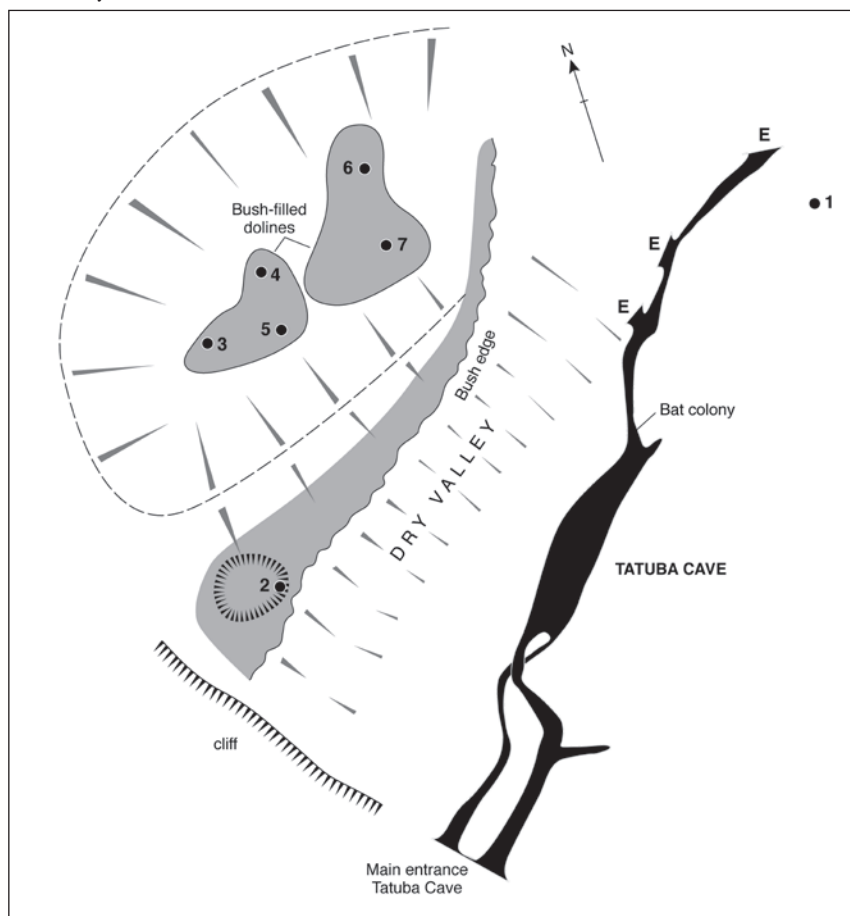 N
E
1
6
Bush-filled
dolines
7
E
4
E
5
3
Bush edge
Bat colony
DRY VALLEY
TATUBA CAVE
2
cliff
Main entrance
Tatuba Cave